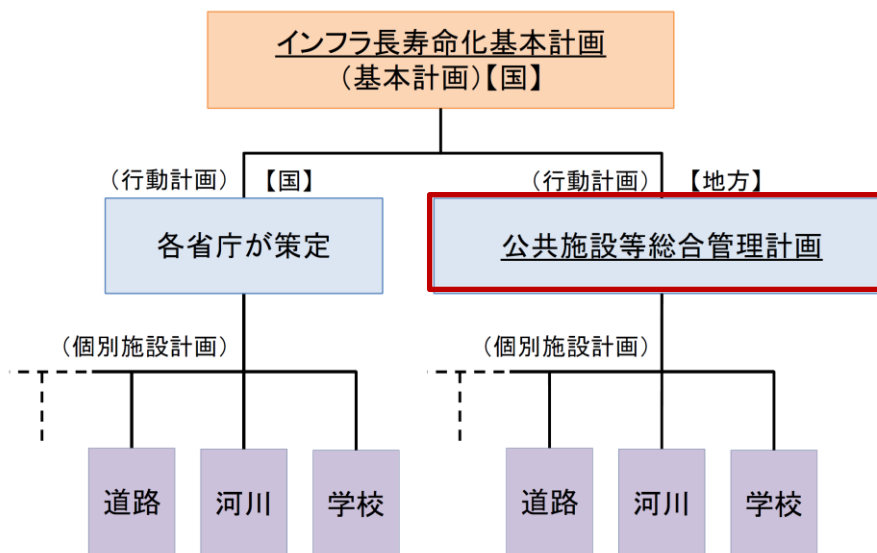 インフラ長寿命化基本計画
(基本計画)【国】
(行動計画) 【国】
(行動計画) 【地方】
各省庁が策定
公共施設等総合管理計画
(個別施設計画)
(個別施設計画)
道路
河川
学校
道路
河川
学校